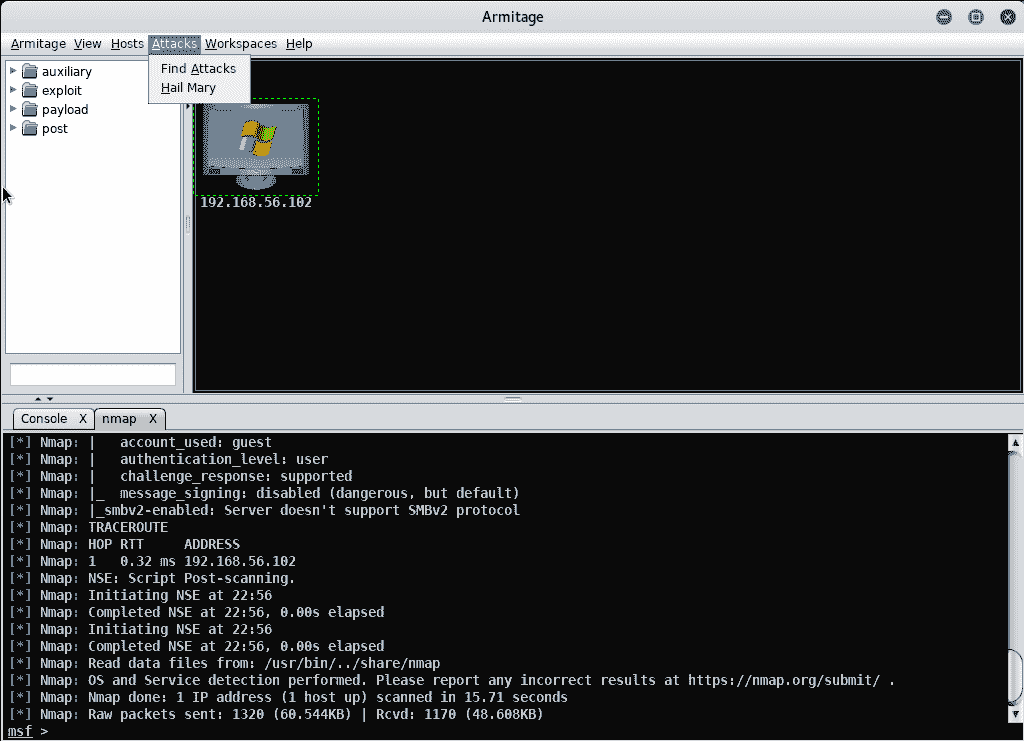 Armitage
Armitage View Hosts Attacks Workspaces Help
Find Attacks
Hail Mary
auxiliary
exploit
payload
post
192.168.56.102
Console X nmap X
[*] Nmap: |   account_used: guest
[*] Nmap: |   authentication_level: user
[*] Nmap: |   challenge_response: supported
[*] Nmap: |_  message_signing: disabled (dangerous, but default)
[*] Nmap: |_smbv2-enabled: Server doesn't support SMBv2 protocol
[*] Nmap: TRACEROUTE
[*] Nmap: HOP RTT     ADDRESS
[*] Nmap: 1   0.32 ms 192.168.56.102
[*] Nmap: NSE: Script Post-scanning.
[*] Nmap: Initiating NSE at 22:56
[*] Nmap: Completed NSE at 22:56, 0.00s elapsed
[*] Nmap: Initiating NSE at 22:56
[*] Nmap: Completed NSE at 22:56, 0.00s elapsed
[*] Nmap: Read data files from: /usr/bin/../share/nmap
[*] Nmap: OS and Service detection performed. Please report any incorrect results at https://nmap.org/submit/ .
[*] Nmap: Nmap done: 1 IP address (1 host up) scanned in 15.71 seconds
[*] Nmap: Raw packets sent: 1320 (60.544KB) | Rcvd: 1170 (48.608KB)
msf >